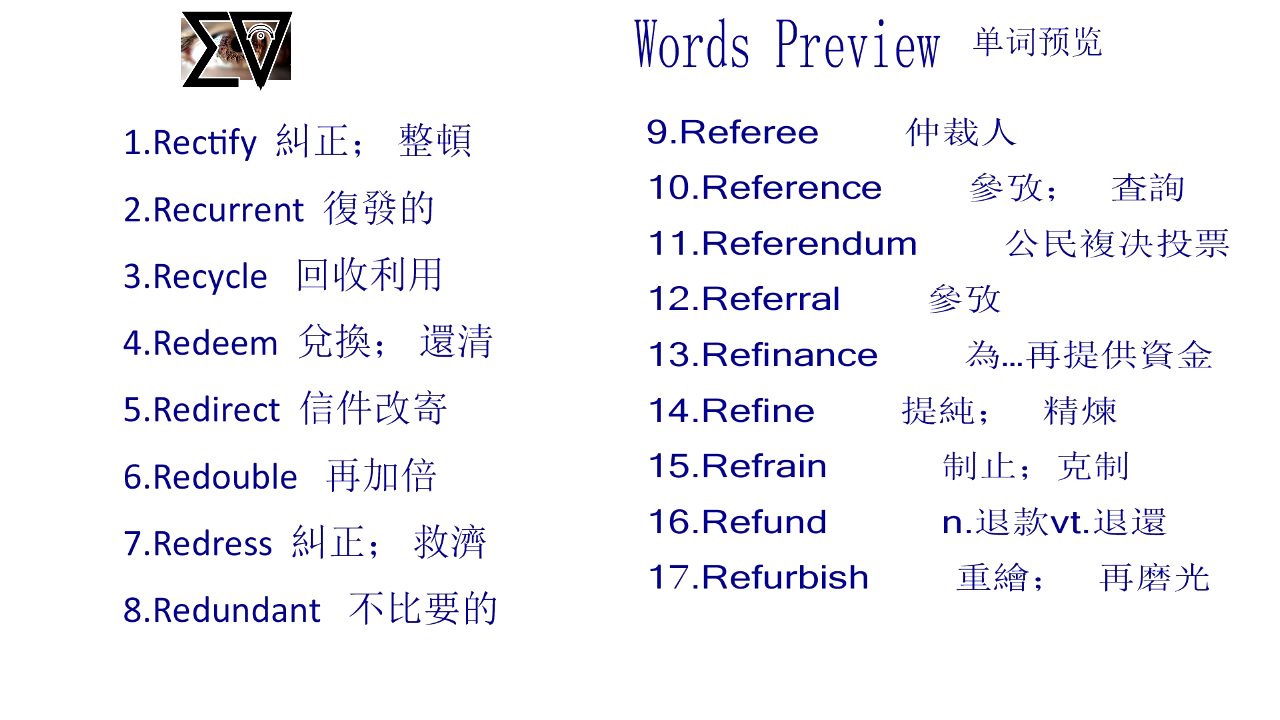 Words Preview 单词预览
1.Rectify 糾正； 整頓
2.Recurrent 復發的
3.Recycle 回收利用
4.Redeem 兌換； 還清
5.Redirect 信件改寄
6.Redouble 再加倍
7.Redress 糾正； 救濟
8.Redundant 不比要的
9.Referee 仲裁人
10.Reference 參攷； 查詢
11.Referendum 公民複决投票
12.Referral 參攷
13.Refinance 為...再提供資金
14.Refine 提純； 精煉
15.Refrain 制止；克制
16.Refund n.退款vt.退還
17.Refurbish 重繪； 再磨光